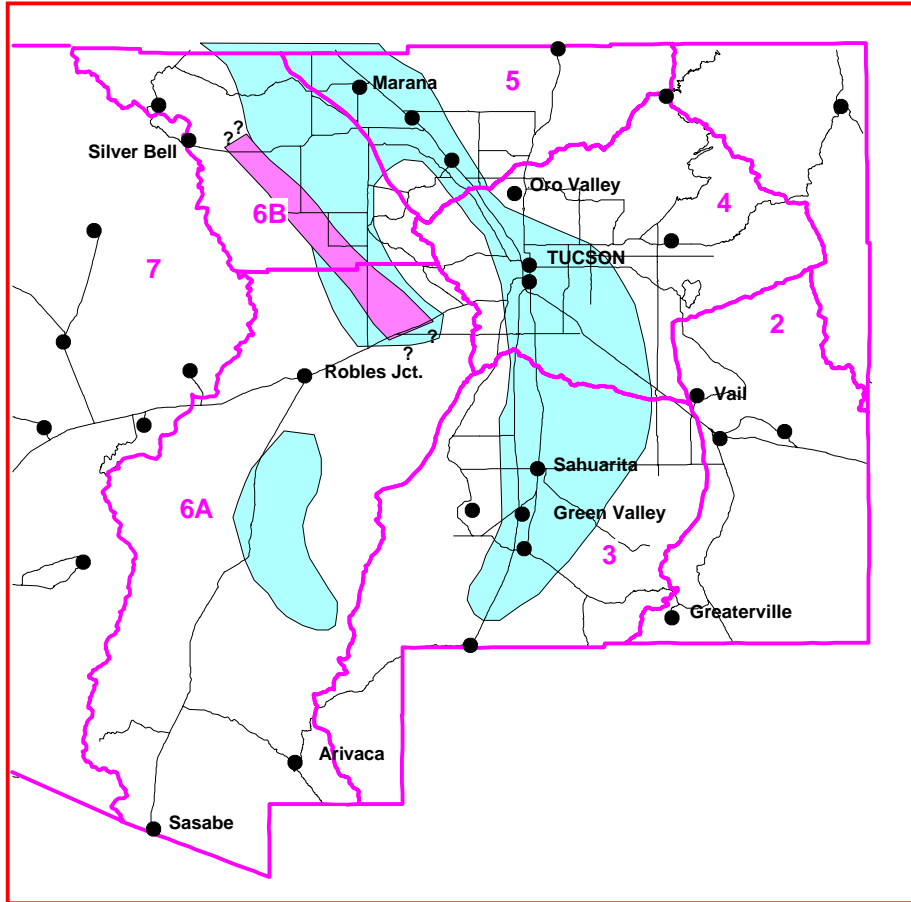 Marana
5
??
Silver Bell
Oro Valley
4
6B
TUCSON
7
2
?
?
Robles Jct.
Vail
Sahuarita
6A
Green Valley
3
Greaterville
Arivaca
Sasabe